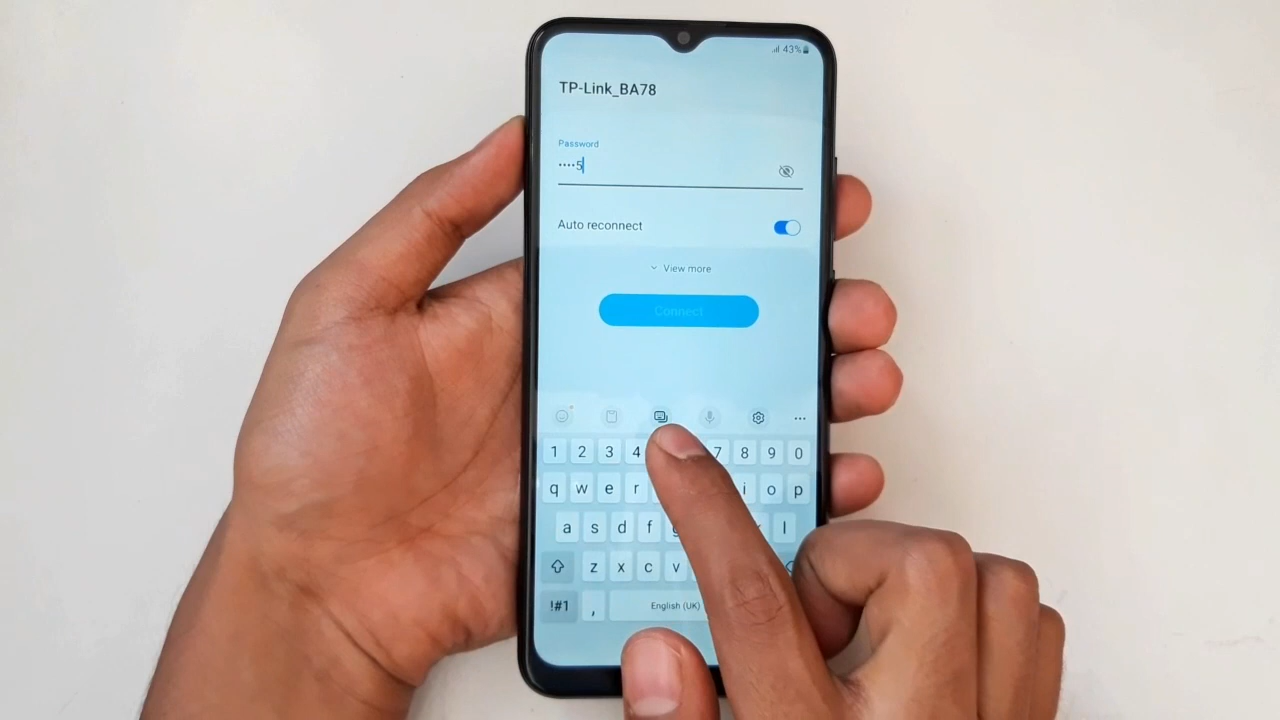 43%
TP-Link_BA78
Password
••••5
Auto reconnect
View more
Connect
1 2 3 4 7 8 9 0
q w e r i o p
a s d f g k l
z x c v
!#1 , English (UK)